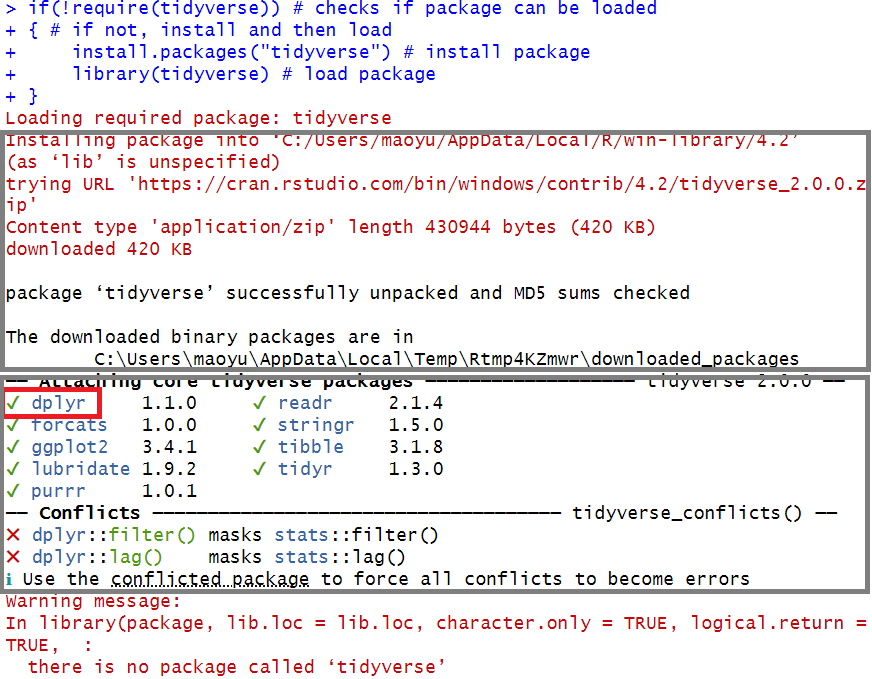 > if(!require(tidyverse)) # checks if package can be loaded
+ { # if not, install and then load
+     install.packages("tidyverse") # install package
+     library(tidyverse) # load package
+ }
Loading required package: tidyverse
Installing package into ‘C:/Users/maoyu/AppData/Local/R/win-library/4.2’
(as ‘lib’ is unspecified)
trying URL 'https://cran.rstudio.com/bin/windows/contrib/4.2/tidyverse_2.0.0.z
ip'
Content type 'application/zip' length 430944 bytes (420 KB)
downloaded 420 KB
package ‘tidyverse’ successfully unpacked and MD5 sums checked
The downloaded binary packages are in
        C:\Users\maoyu\AppData\Local\Temp\Rtmp4KZmwr\downloaded_packages
── Attaching core tidyverse packages ─────────────────── tidyverse 2.0.0 ──
✓ dplyr     1.1.0     ✓ readr     2.1.4
✓ forcats   1.0.0     ✓ stringr   1.5.0
✓ ggplot2   3.4.1     ✓ tibble    3.1.8
✓ lubridate 1.9.2     ✓ tidyr     1.3.0
✓ purrr     1.0.1
── Conflicts ───────────────────────────────────── tidyverse_conflicts() ──
✕ dplyr::filter() masks stats::filter()
✕ dplyr::lag()    masks stats::lag()
ℹ Use the conflicted package to force all conflicts to become errors
Warning message:
In library(package, lib.loc = lib.loc, character.only = TRUE, logical.return =
TRUE,  :
  there is no package called ‘tidyverse’